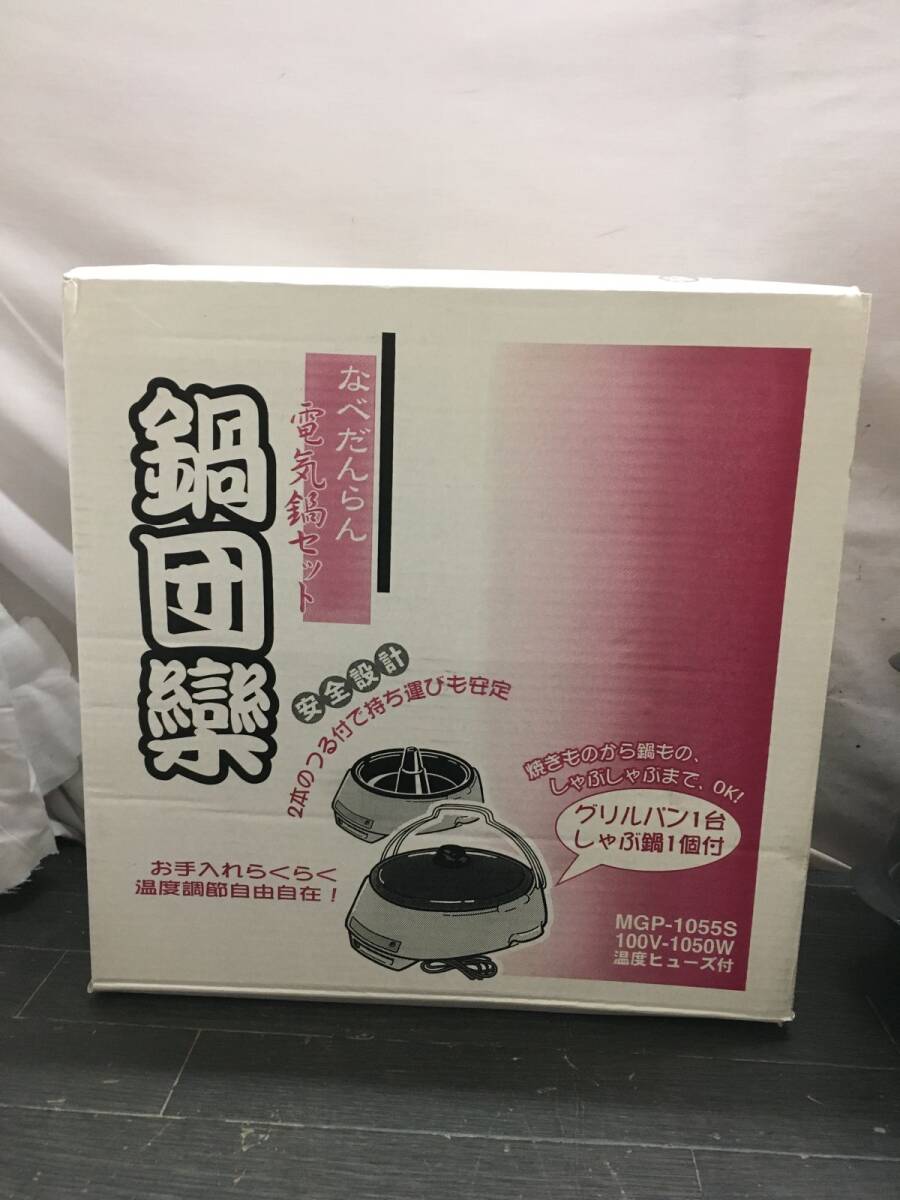 鍋団欒
なべだんらん
電気鍋セット
安全設計
2本のつる付で持ち運びも安定
焼きものから鍋もの、
しゃぶしゃぶまで、OK!
グリルパン1台
しゃぶ鍋1個付
お手入れらくらく
温度調節自由自在！
MGP-1055S
100V-1050W
温度ヒューズ付